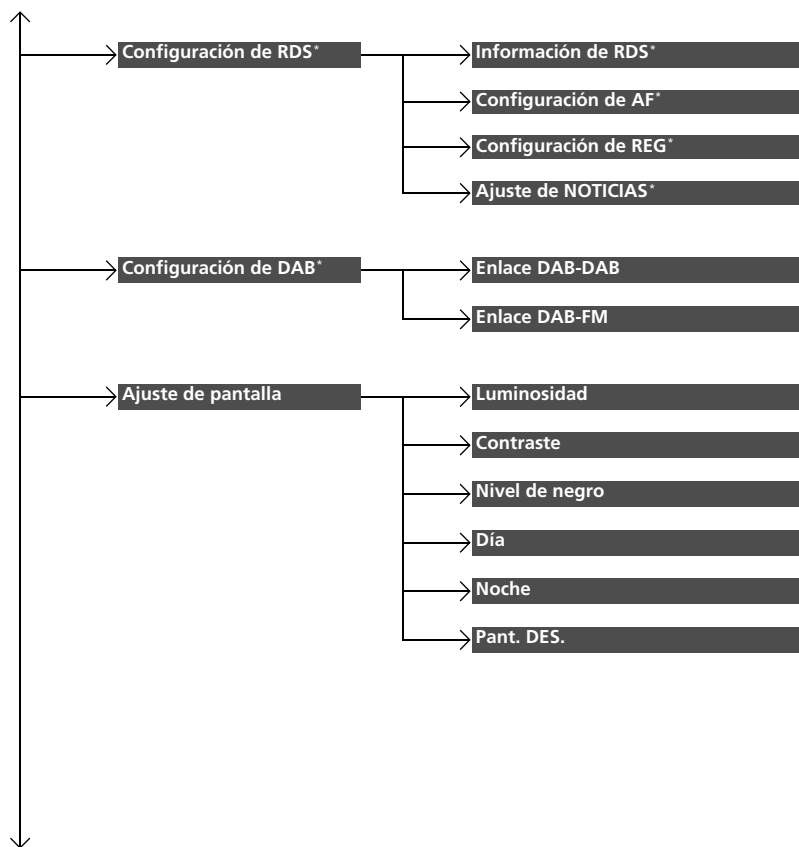 Configuración de RDS*
Información de RDS*
Configuración de AF*
Configuración de REG*
Ajuste de NOTICIAS*
Configuración de DAB*
Enlace DAB-DAB
Enlace DAB-FM
Ajuste de pantalla
Luminosidad
Contraste
Nivel de negro
Día
Noche
Pant. DES.